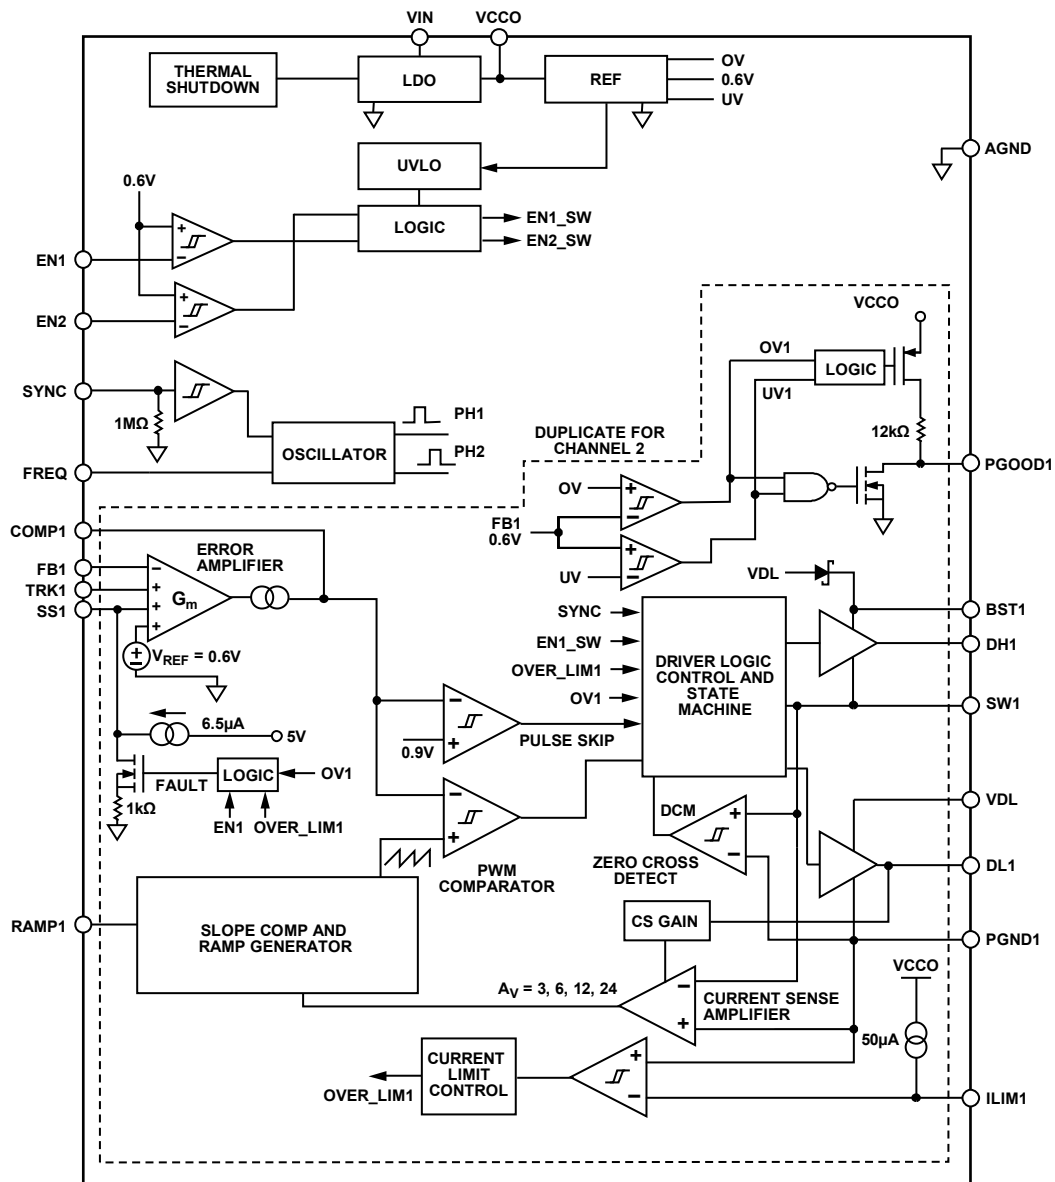 VIN
VCCO
THERMAL
SHUTDOWN
LDO
REF
OV
0.6V
UV
AGND
UVLO
0.6V
+
−
LOGIC
EN1_SW
EN2_SW
EN1
+
−
EN2
VCCO
OV1
LOGIC
UV1
SYNC
1MΩ
OSCILLATOR
PH1
PH2
FREQ
DUPLICATE FOR
CHANNEL 2
12kΩ
PGOOD1
OV
+
−
FB1
0.6V
+
−
UV
COMP1
ERROR
AMPLIFIER
FB1
TRK1
SS1
−
+
+
+
Gm
VREF = 0.6V
VDL
BST1
DH1
SW1
SYNC
EN1_SW
OVER_LIM1
OV1
DRIVER LOGIC
CONTROL AND
STATE
MACHINE
−
+
0.9V
PULSE SKIP
6.5µA
5V
FAULT
LOGIC
OV1
1kΩ
EN1
OVER_LIM1
−
+
PWM
COMPARATOR
DCM
+
−
ZERO CROSS
DETECT
VDL
DL1
PGND1
RAMP1
SLOPE COMP AND
RAMP GENERATOR
CS GAIN
AV = 3, 6, 12, 24
−
+
CURRENT SENSE
AMPLIFIER
VCCO
50µA
OVER_LIM1
CURRENT
LIMIT
CONTROL
+
−
ILIM1